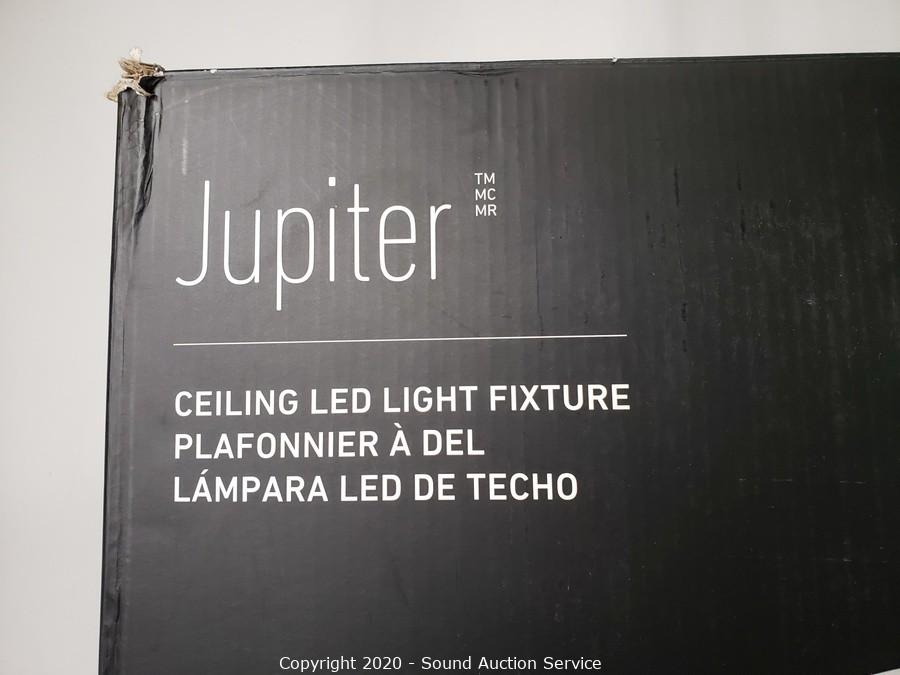 Jupiter
TM
MC
MR
CEILING LED LIGHT FIXTURE
PLAFONNIER À DEL
LÁMPARA LED DE TECHO
Copyright 2020 - Sound Auction Service